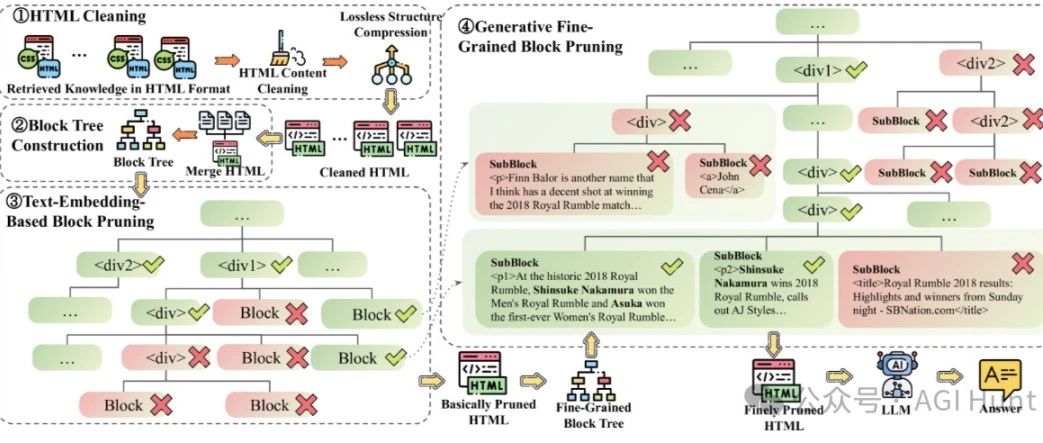 ①HTML Cleaning
CSS HTML
...
CSS HTML
CSS HTML
Retrieved Knowledge in HTML Format
HTML Content
Cleaning
Lossless Structure
Compression
②Block Tree
Construction
Block Tree
HTML
Merge HTML
HTML
...
HTML
HTML
Cleaned HTML
③Text-Embedding-
Based Block Pruning
...
<div2>
<div1>
...
...
<div>
Block
Block
...
<div>
Block
Block
Block
Block
HTML
Basically Pruned
HTML
Fine-Grained
Block Tree
④Generative Fine-
Grained Block Pruning
...
...
<div1>
<div2>
<div>
...
SubBlock
<div2>
SubBlock
<p>Finn Balor is another name that
I think has a decent shot at winning
the 2018 Royal Rumble match…
SubBlock
<a>John
Cena</a>
<div>
SubBlock
SubBlock
<div>
...
SubBlock
<p1>At the historic 2018 Royal
Rumble, Shinsuke Nakamura won the
Men's Royal Rumble and Asuka won
the first-ever Women's Royal Rumble…
SubBlock
<p2>Shinsuke
Nakamura wins 2018
Royal Rumble, calls
out AJ Styles…
SubBlock
<title>Royal Rumble 2018 results:
Highlights and winners from Sunday
night - SBNation.com</title>
HTML
Finely Pruned
HTML
AI
LLM
A
Answer
公众号 · AGI Hunt